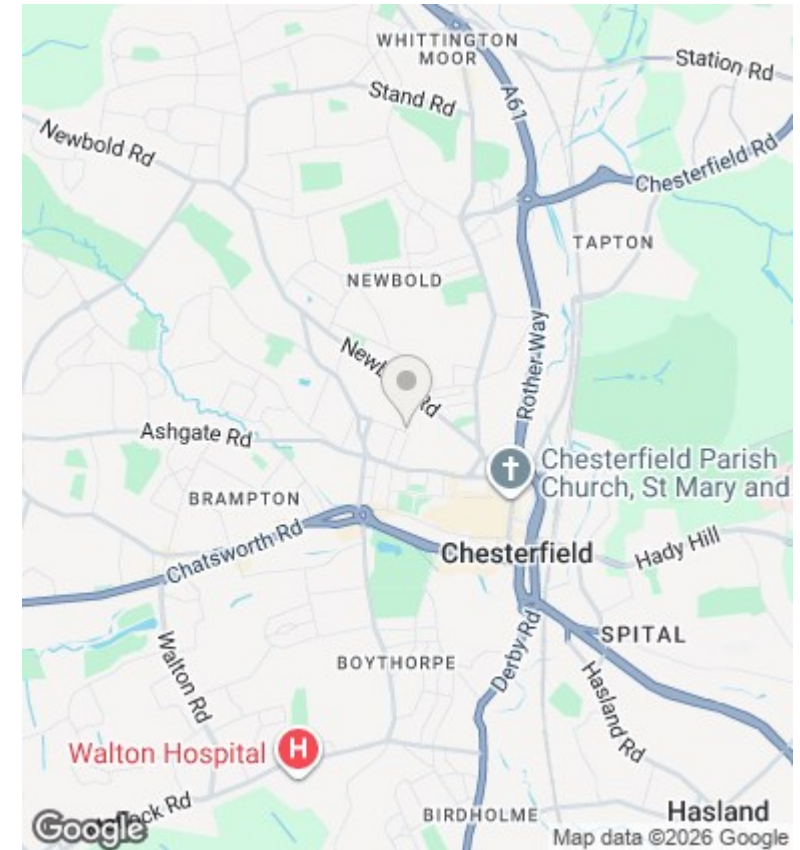 WHITTINGTON
MOOR
Station Rd
Stand Rd
A61
Newbold Rd
Chesterfield Rd
TAPTON
NEWBOLD
Rother Way
Rd
Ashgate Rd
Chesterfield Parish
Church, St Mary and
BRAMPTON
Chatsworth Rd
Chesterfield
Hady Hill
Walton Rd
Derby Rd
SPITAL
BOYTHORPE
Hasland Rd
Walton Hospital
H
Rd
BIRDHOLME
Hasland
Google
Map data ©2026 Google